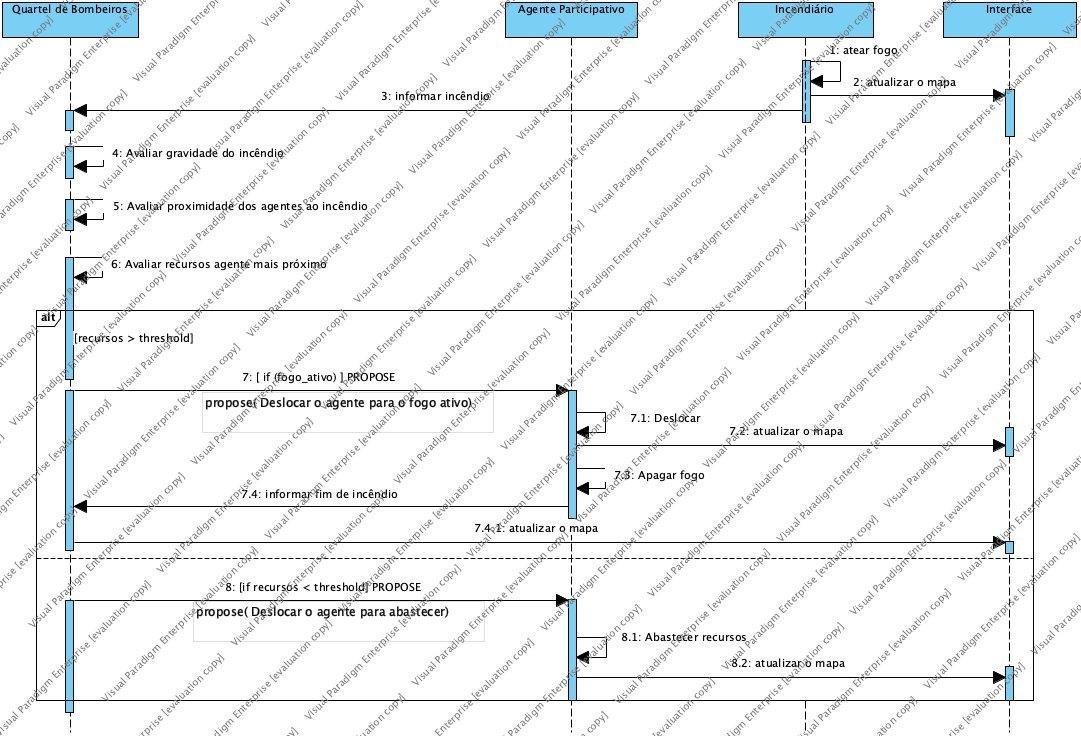 Quartel de Bombeiros
Agente Participativo
Incendiário
Interface
1: atear fogo
2: atualizar o mapa
3: informar incêndio
4: Avaliar gravidade do incêndio
5: Avaliar proximidade dos agentes ao incêndio
6: Avaliar recursos agente mais próximo
alt
[recursos > threshold]
7: [ if (fogo_ativo) ] PROPOSE
propose( Deslocar o agente para o fogo ativo)
7.1: Deslocar
7.2: atualizar o mapa
7.3: Apagar fogo
7.4: informar fim de incêndio
7.4.1: atualizar o mapa
8: [if recursos < threshold] PROPOSE
propose( Deslocar o agente para abastecer)
8.1: Abastecer recursos
8.2: atualizar o mapa
Visual Paradigm Enterprise [evaluation copy]